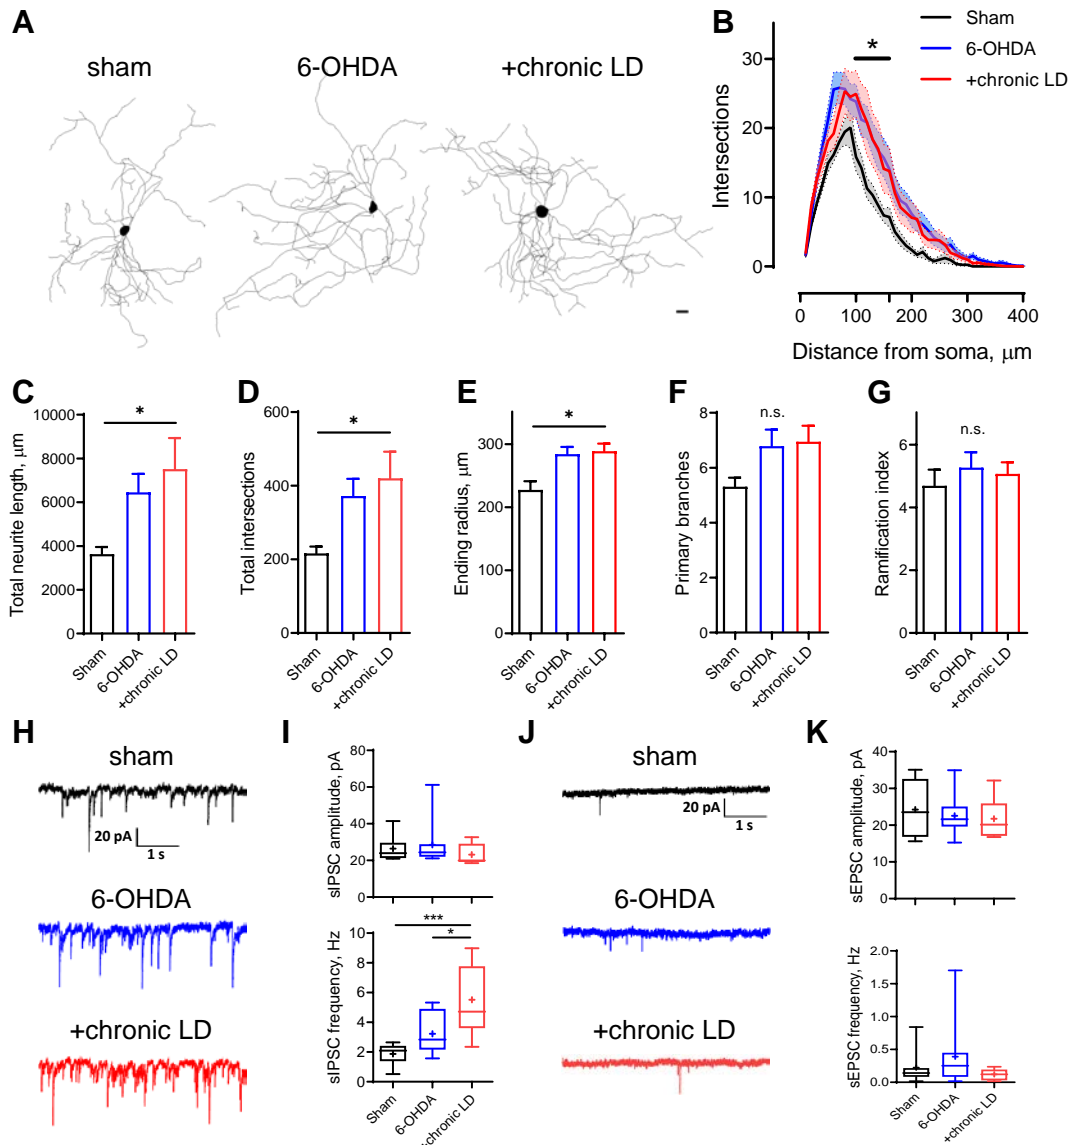 A
sham
6-OHDA
+chronic LD
B
Sham
6-OHDA
+chronic LD
*
Intersections
30
20
10
0
0
100
200
300
400
Distance from soma, μm
C
Total neurite length, μm
10000
8000
6000
4000
2000
0
*
Sham
6-OHDA
+chronic LD
D
Total intersections
600
400
200
0
*
Sham
6-OHDA
+chronic LD
E
Ending radius, μm
300
200
100
0
*
Sham
6-OHDA
+chronic LD
F
Primary branches
8
6
4
2
0
n.s.
Sham
6-OHDA
+chronic LD
G
Ramification index
6
4
2
0
n.s.
Sham
6-OHDA
+chronic LD
H
sham
20 pA
1 s
6-OHDA
+chronic LD
I
sIPSC amplitude, pA
80
60
40
20
0
sIPSC frequency, Hz
10
8
6
4
2
0
***
*
Sham
6-OHDA
+chronic LD
J
sham
20 pA
1 s
6-OHDA
+chronic LD
K
sEPSC amplitude, pA
40
30
20
10
0
sEPSC frequency, Hz
2.0
1.5
1.0
0.5
0.0
Sham
6-OHDA
+chronic LD